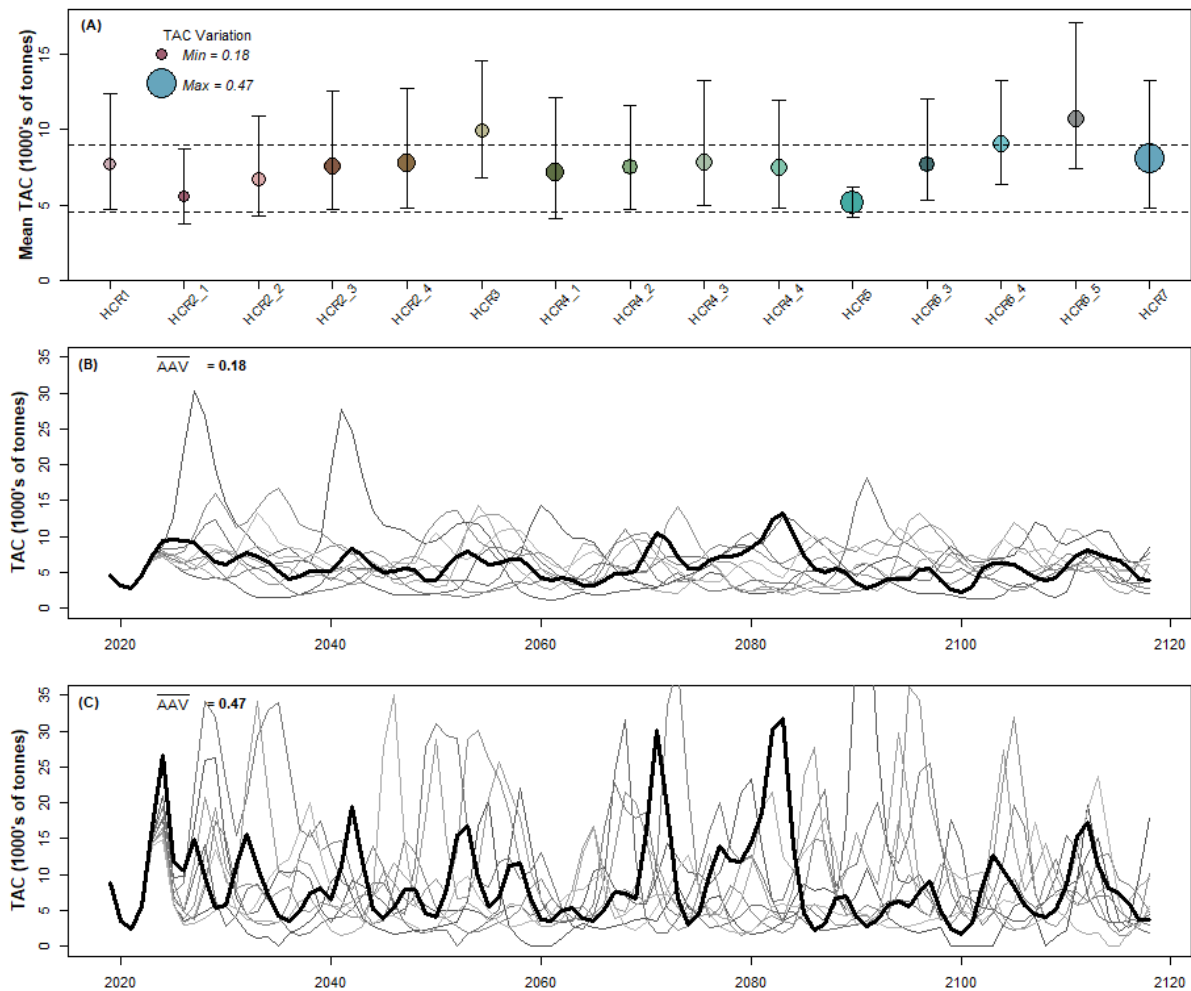 (A)
TAC Variation
Min = 0.18
Max = 0.47
Mean TAC (1000's of tonnes)
15
10
5
0
HCR1 HCR2_1 HCR2_2 HCR2_3 HCR2_4 HCR3 HCR4_1 HCR4_2 HCR4_3 HCR4_4 HCR5 HCR6_3 HCR6_4 HCR6_5 HCR7
(B)
AAV = 0.18
TAC (1000's of tonnes)
35
30
25
20
15
10
5
0
2020 2040 2060 2080 2100 2120
(C)
AAV = 0.47
TAC (1000's of tonnes)
35
30
25
20
15
10
5
0
2020 2040 2060 2080 2100 2120